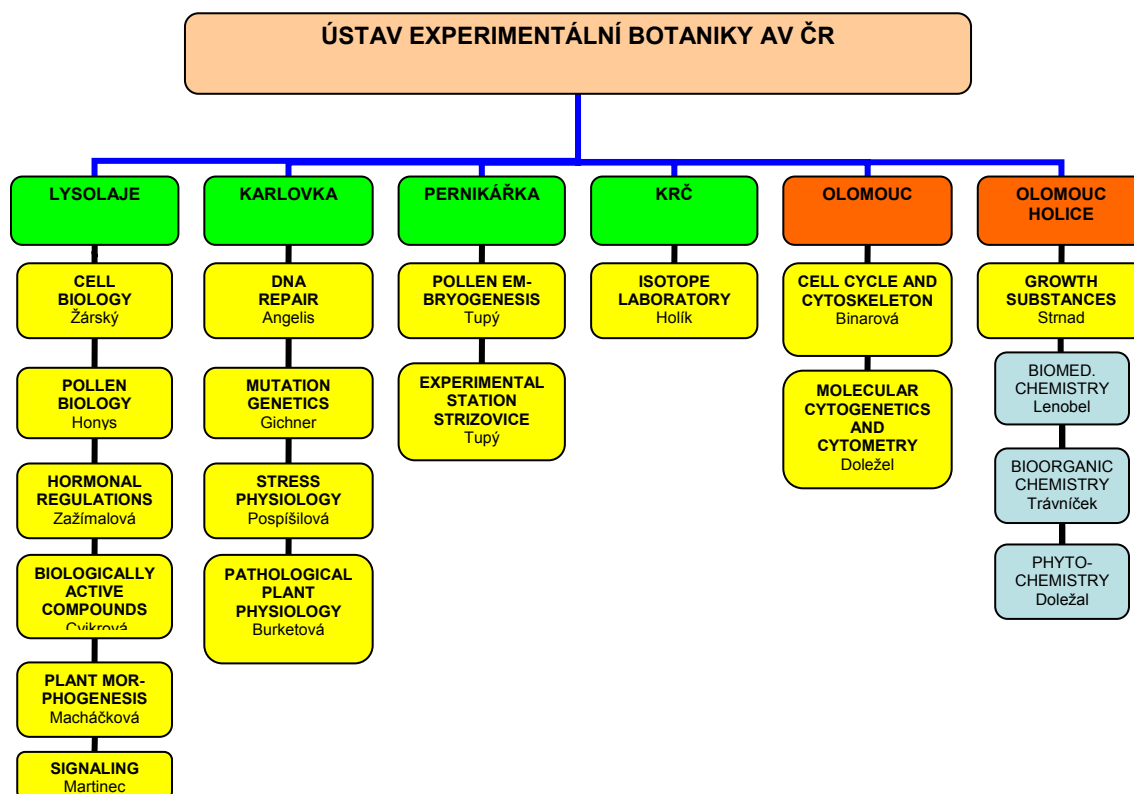 ÚSTAV EXPERIMENTÁLNÍ BOTANIKY AV ČR
LYSOLAJE
CELL
BIOLOGY
Žárský
POLLEN
BIOLOGY
Honys
HORMONAL
REGULATIONS
Zažímalová
BIOLOGICALLY
ACTIVE
COMPOUNDS
Cvikrová
PLANT MOR-
PHOGENESIS
Macháčková
SIGNALING
Martinec
KARLOVKA
DNA
REPAIR
Angelis
MUTATION
GENETICS
Gichner
STRESS
PHYSIOLOGY
Pospíšilová
PATHOLOGICAL
PLANT
PHYSIOLOGY
Burketová
PERNIKÁŘKA
POLLEN EM-
BRYOGENESIS
Tupý
EXPERIMENTAL
STATION
STRIZOVICE
Tupý
KRČ
ISOTOPE
LABORATORY
Holík
OLOMOUC
CELL CYCLE AND
CYTOSKELETON
Binarová
MOLECULAR
CYTOGENETICS
AND
CYTOMETRY
Doležel
OLOMOUC
HOLICE
GROWTH
SUBSTANCES
Strnad
BIOMED.
CHEMISTRY
Lenobel
BIOORGANIC
CHEMISTRY
Trávníček
PHYTO-
CHEMISTRY
Doležal